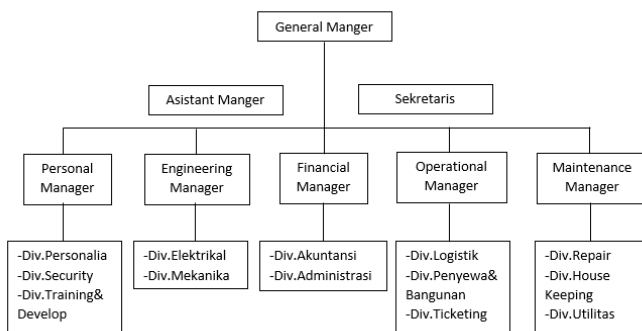 General Manger
Asistant Manger
Sekretaris
Personal
Manager
Engineering
Manager
Financial
Manager
Operational
Manager
Maintenance
Manager
-Div.Personalia
-Div.Security
-Div.Training&
Develop
-Div.Elektrikal
-Div.Mekanika
-Div.Akuntansi
-Div.Administrasi
-Div.Logistik
-Div.Penyewa&
Bangunan
-Div.Ticketing
-Div.Repair
-Div.House
Keeping
-Div.Utilitas